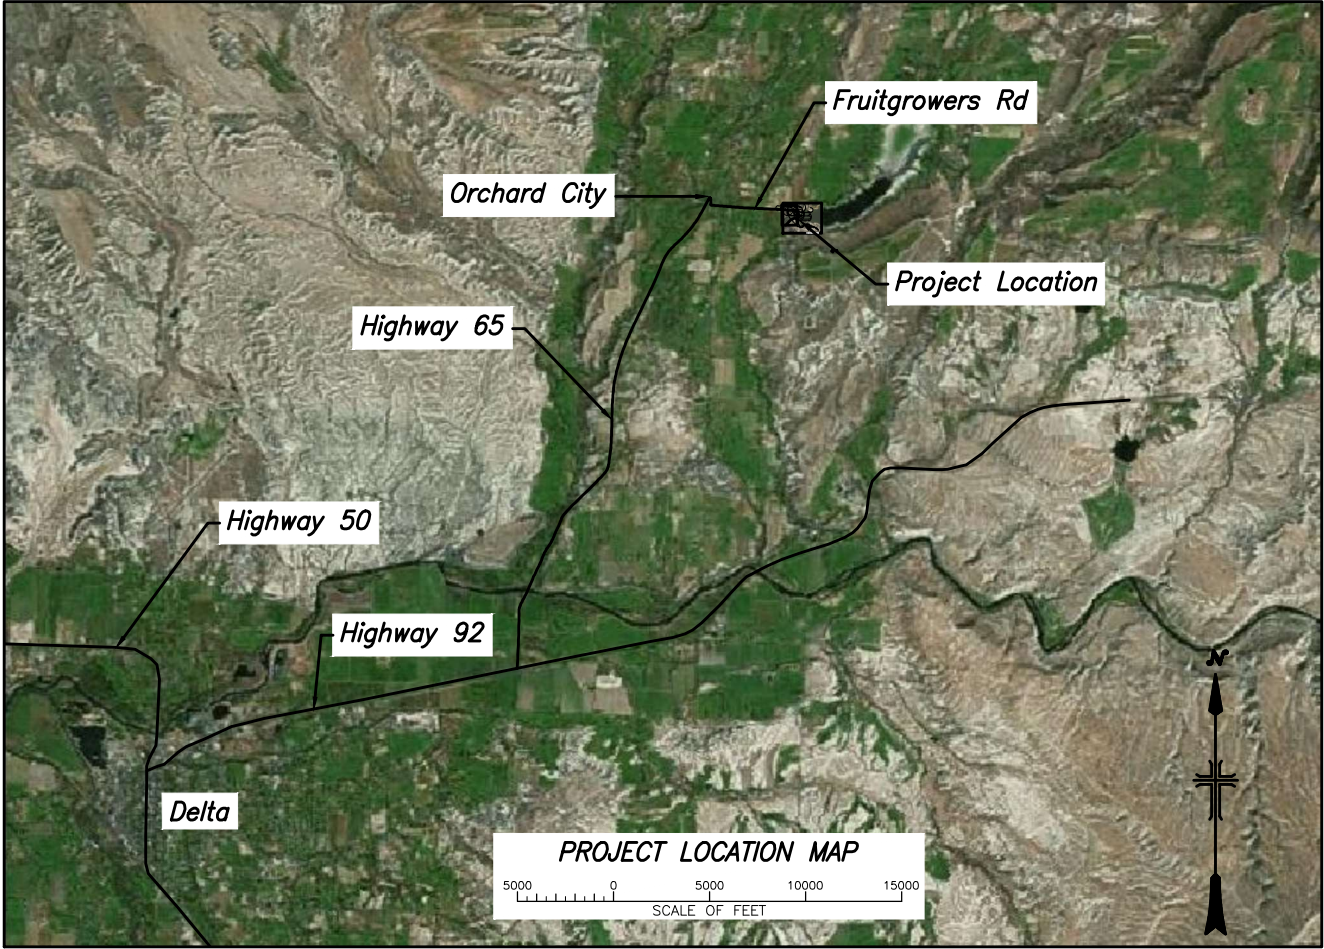 Fruitgrowers Rd
Orchard City
Project Location
Highway 65
Highway 50
Highway 92
N
Delta
PROJECT LOCATION MAP
5000 0 5000 10000 15000
SCALE OF FEET